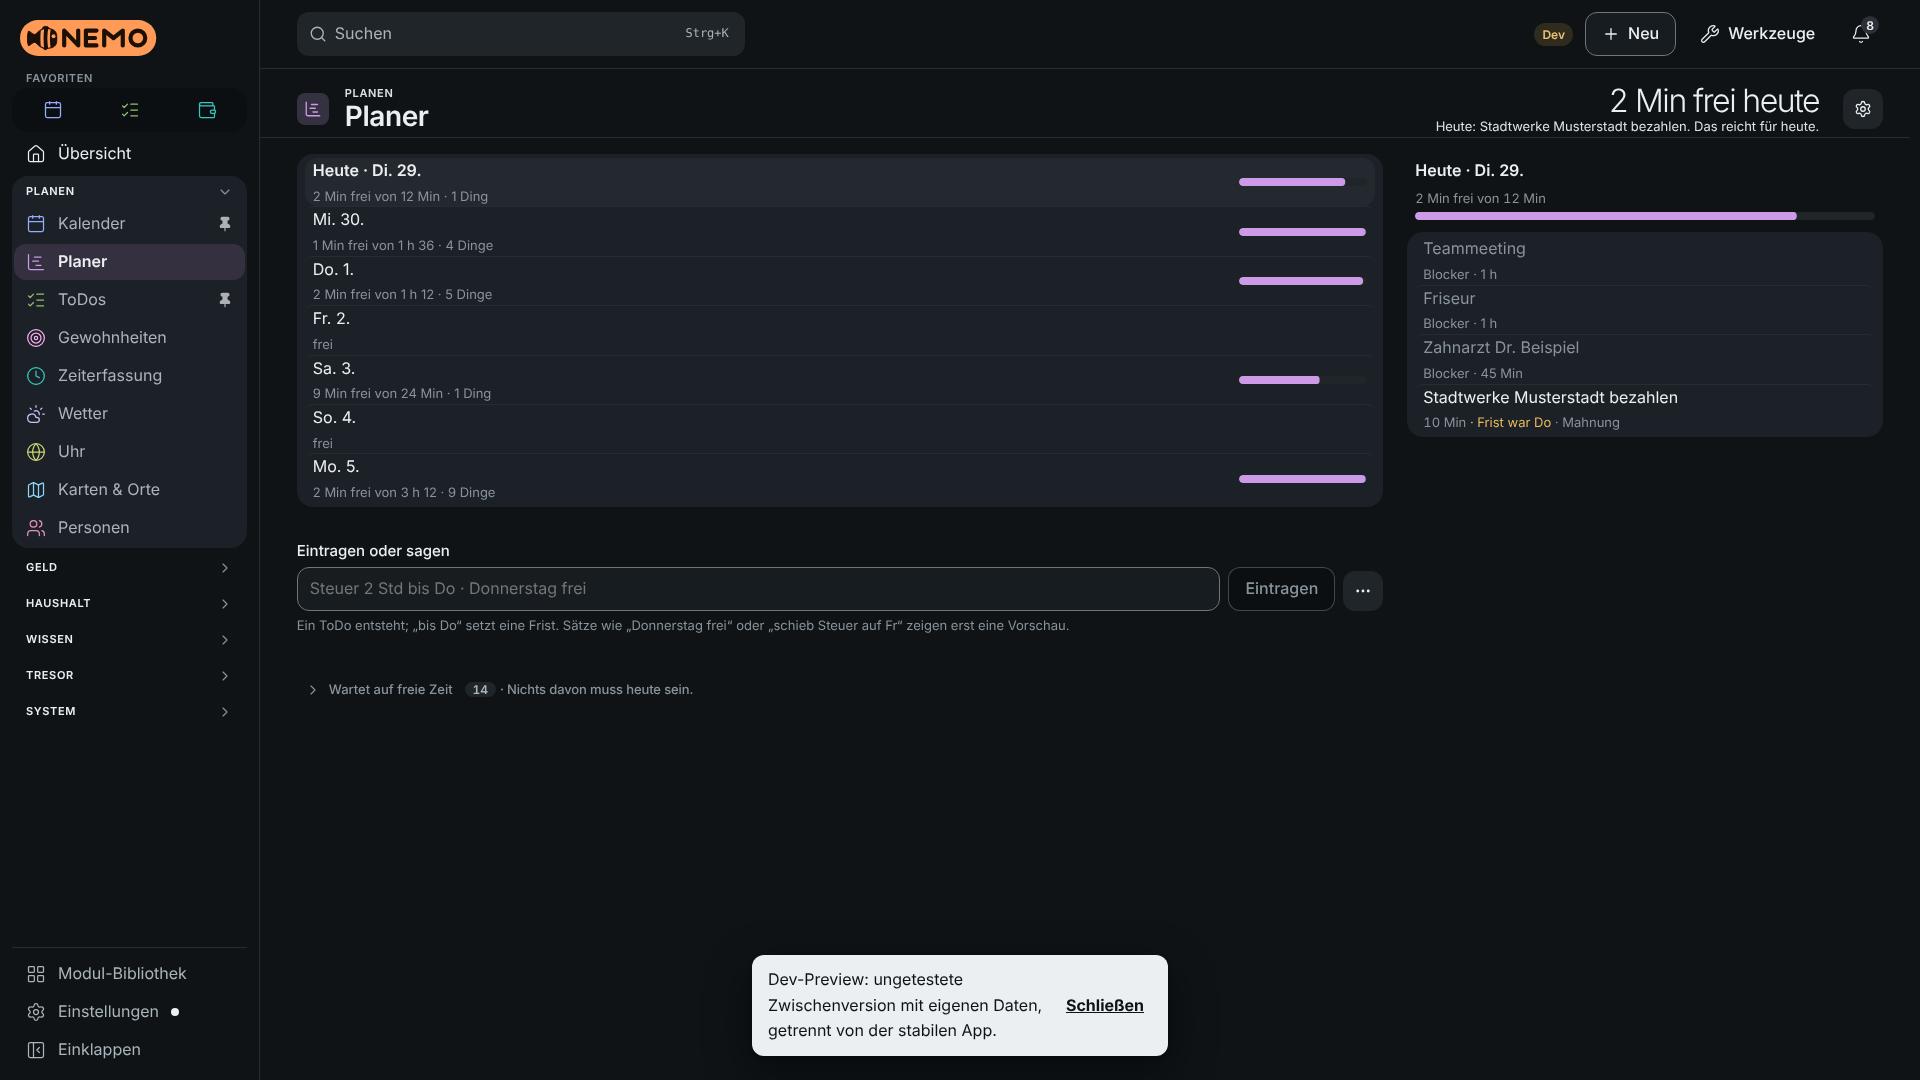 NEMO
FAVORITEN
Übersicht
PLANEN
Kalender
Planer
ToDos
Gewohnheiten
Zeiterfassung
Wetter
Uhr
Karten & Orte
Personen
GELD
HAUSHALT
WISSEN
TRESOR
SYSTEM
Modul-Bibliothek
Einstellungen
Einklappen
Suchen Strg+K
Dev
Neu
Werkzeuge
8
PLANEN
Planer
2 Min frei heute
Heute: Stadtwerke Musterstadt bezahlen. Das reicht für heute.
Heute · Di. 29.
2 Min frei von 12 Min · 1 Ding
Mi. 30.
1 Min frei von 1 h 36 · 4 Dinge
Do. 1.
2 Min frei von 1 h 12 · 5 Dinge
Fr. 2.
frei
Sa. 3.
9 Min frei von 24 Min · 1 Ding
So. 4.
frei
Mo. 5.
2 Min frei von 3 h 12 · 9 Dinge
Eintragen oder sagen
Steuer 2 Std bis Do · Donnerstag frei
Eintragen
Ein ToDo entsteht; „bis Do“ setzt eine Frist. Sätze wie „Donnerstag frei“ oder „schieb Steuer auf Fr“ zeigen erst eine Vorschau.
Wartet auf freie Zeit 14 · Nichts davon muss heute sein.
Heute · Di. 29.
2 Min frei von 12 Min
Teammeeting
Blocker · 1 h
Friseur
Blocker · 1 h
Zahnarzt Dr. Beispiel
Blocker · 45 Min
Stadtwerke Musterstadt bezahlen
10 Min · Frist war Do · Mahnung
Dev-Preview: ungetestete
Zwischenversion mit eigenen Daten,
getrennt von der stabilen App.
Schließen